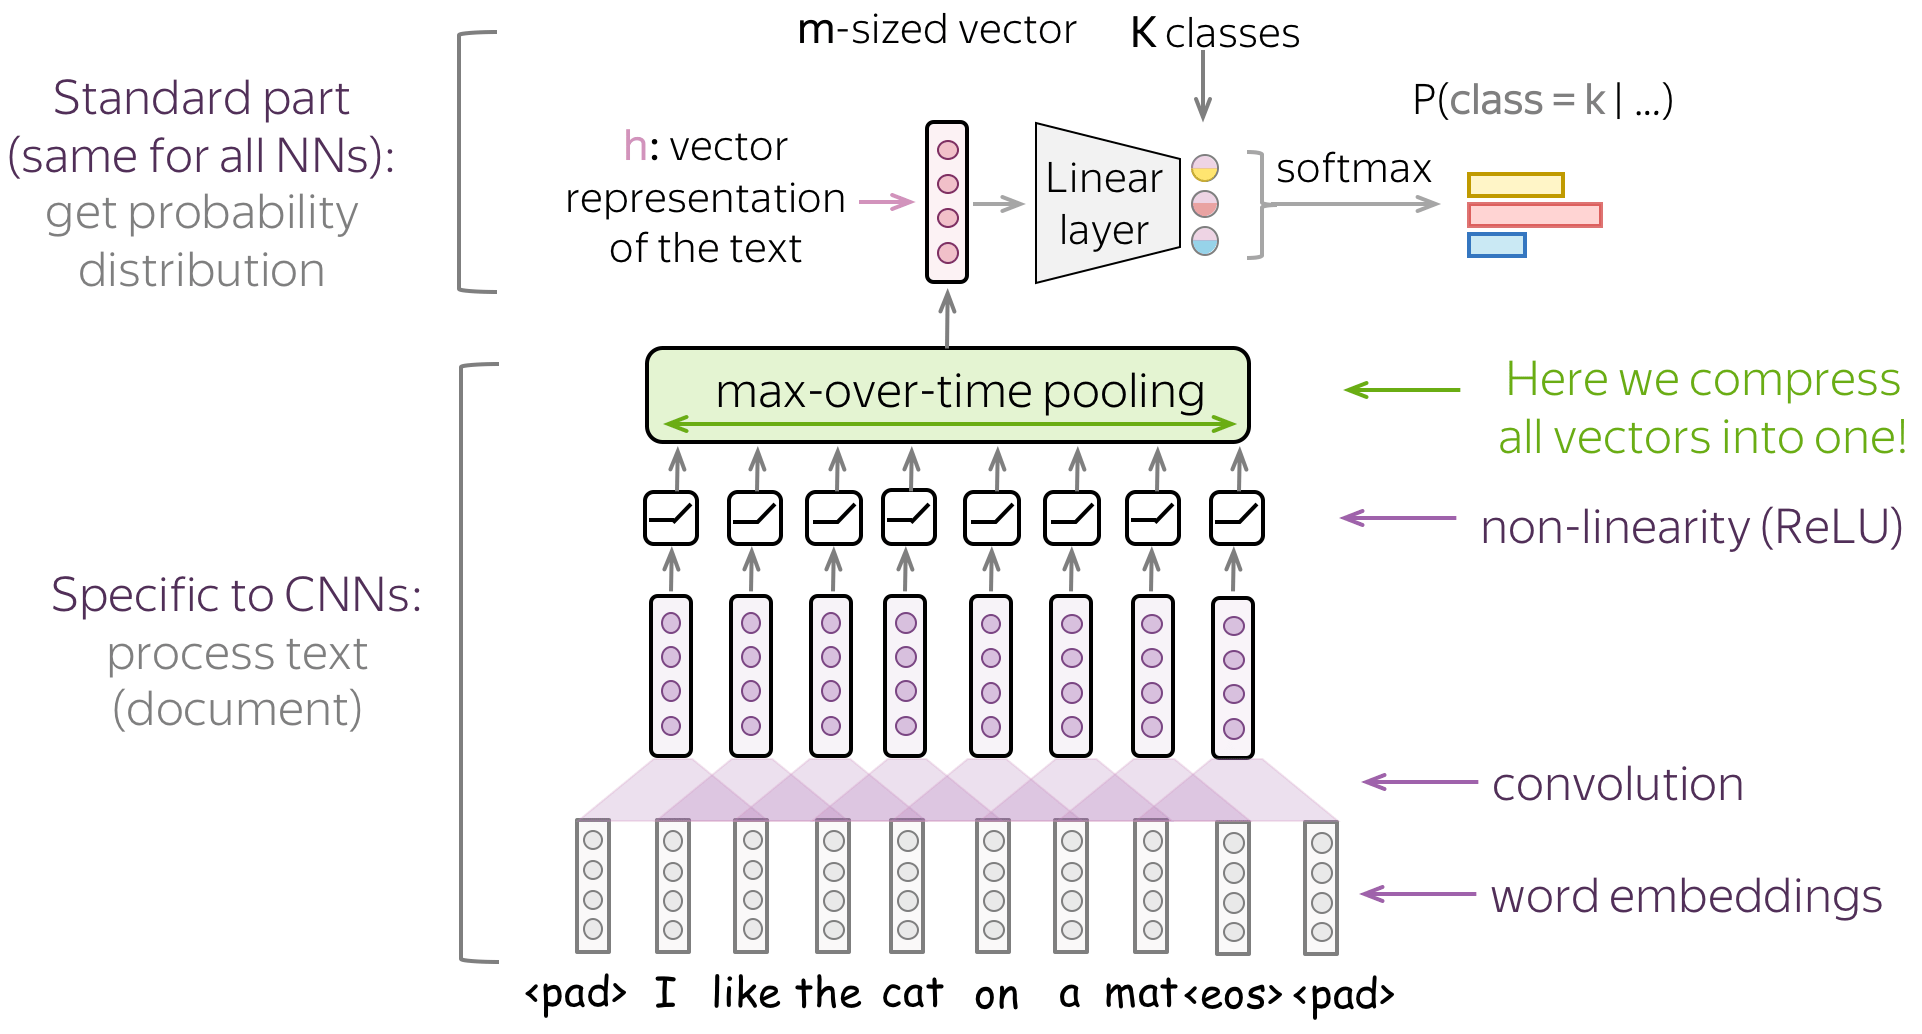 m-sized vector
K classes
Standard part
(same for all NNs):
get probability
distribution
h: vector
representation
of the text
Linear
layer
softmax
P(class = k | ...)
max-over-time pooling
Here we compress
all vectors into one!
non-linearity (ReLU)
Specific to CNNs:
process text
(document)
convolution
word embeddings
<pad> I like the cat on a mat <eos> <pad>